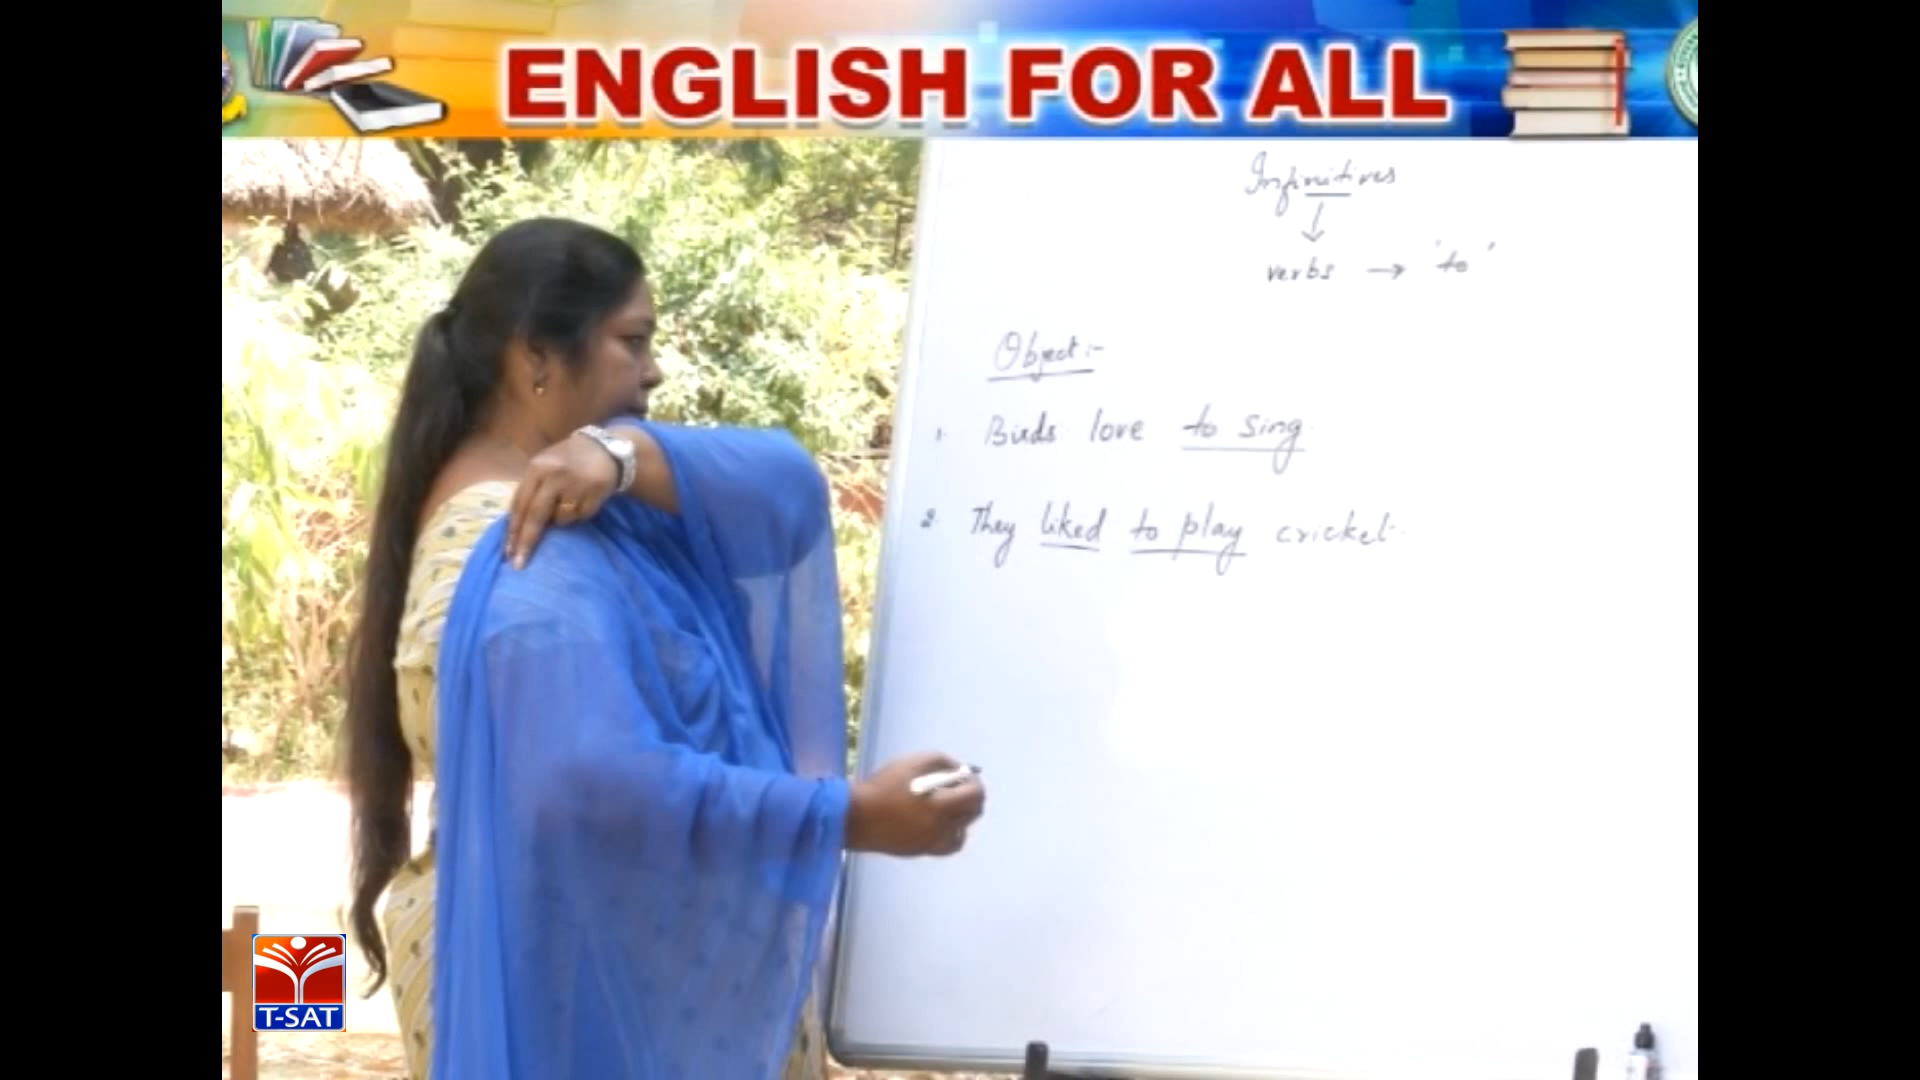 ENGLISH FOR ALL
Infinitives
↓
verbs → 'to'
Object:-
1. Birds love to sing.
2. They liked to play cricket.
T-SAT